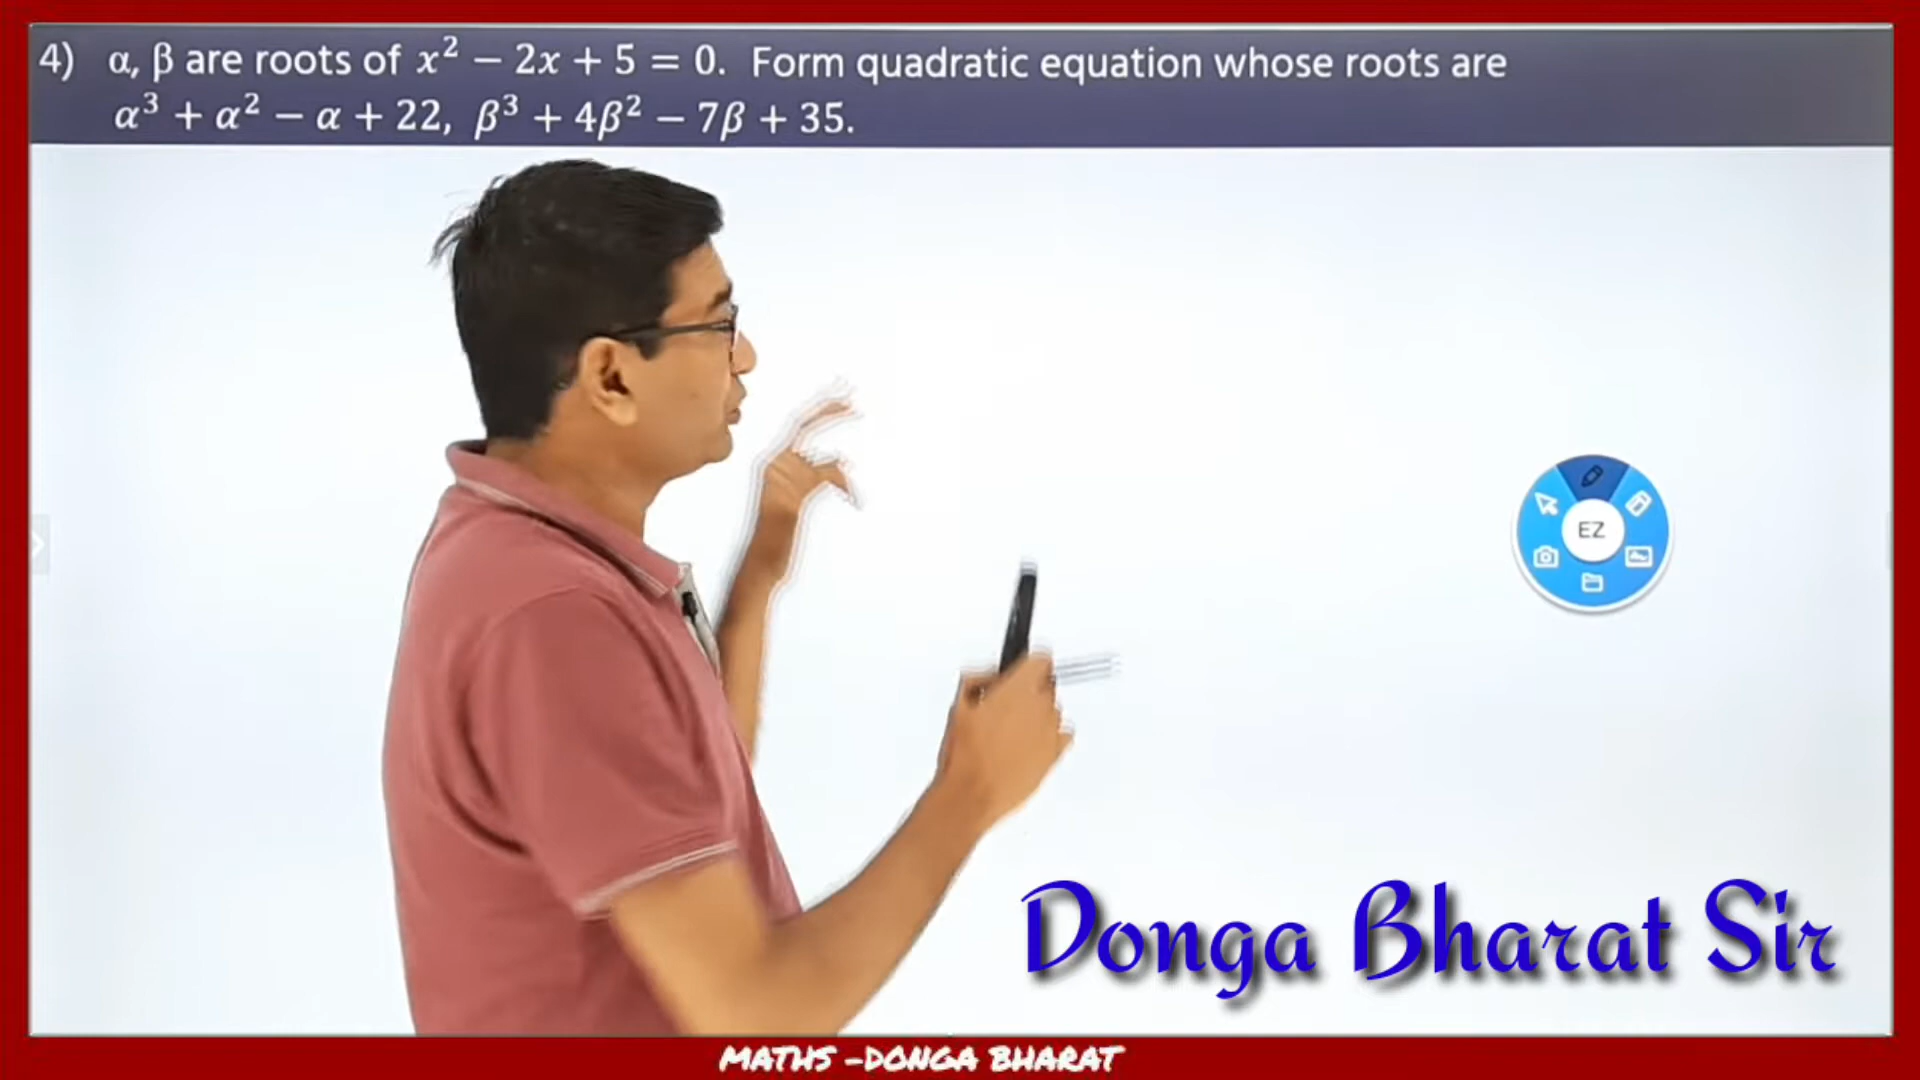 4) α, β are roots of x² − 2x + 5 = 0. Form quadratic equation whose roots are
α³ + α² − α + 22, β³ + 4β² − 7β + 35.
EZ
Donga Bharat Sir
MATHS -DONGA BHARAT